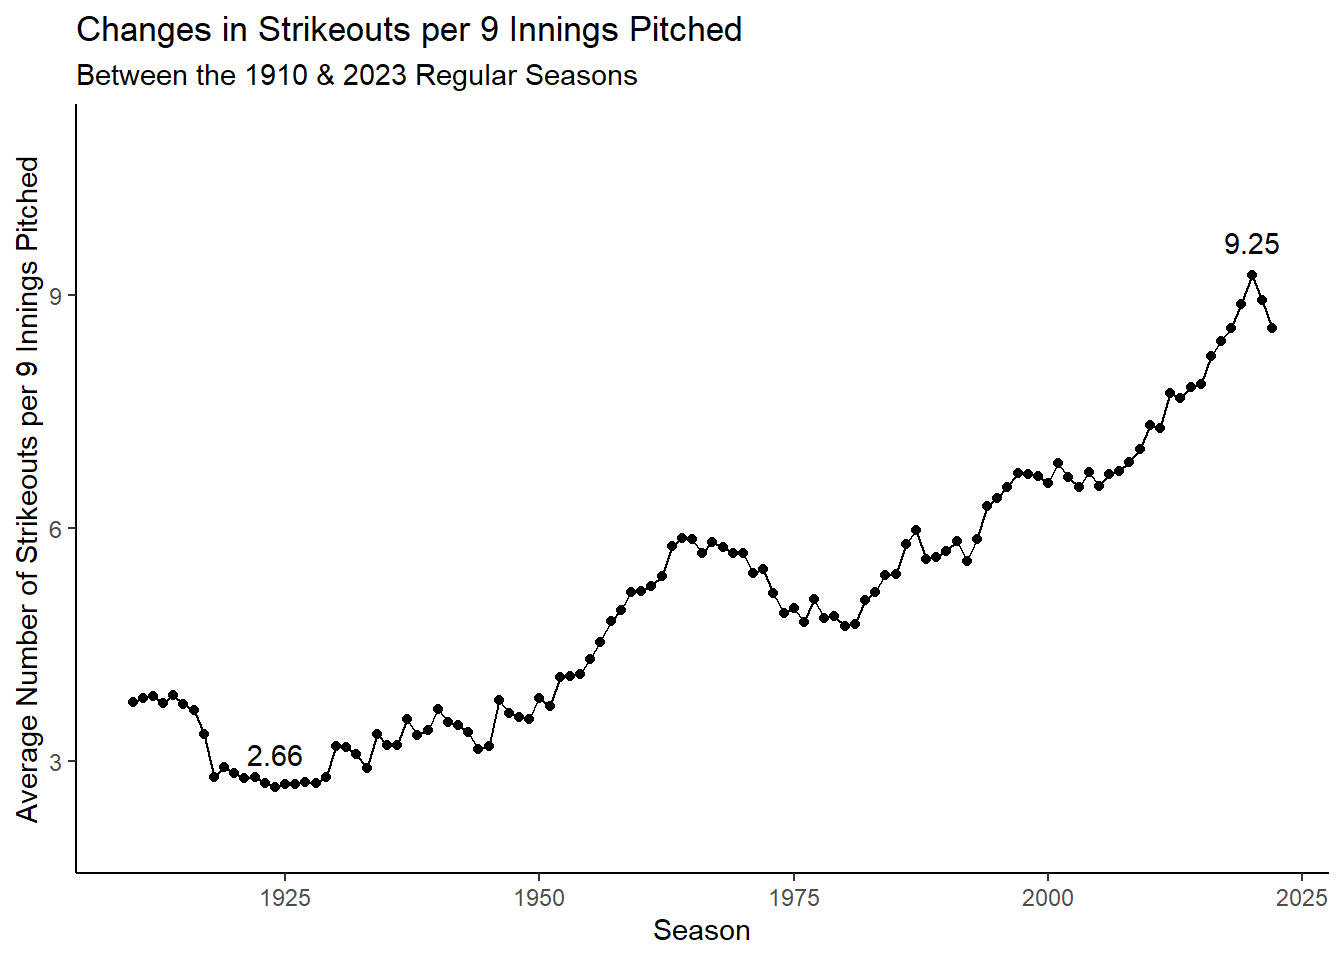 Changes in Strikeouts per 9 Innings Pitched
Between the 1910 & 2023 Regular Seasons
Average Number of Strikeouts per 9 Innings Pitched
9.25
9
6
2.66
3
1925
1950
1975
2000
2025
Season